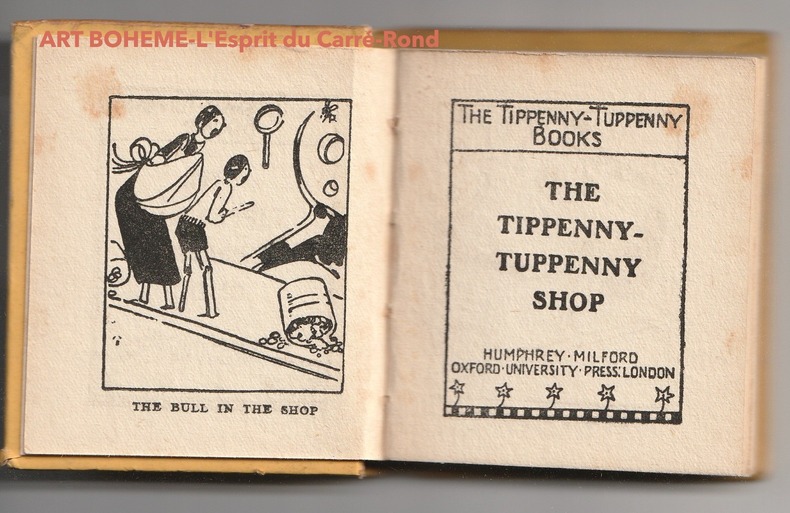 ART BOHEME-L'Esprit du Carré-Rond
THE BULL IN THE SHOP
THE TIPPENNY-TUPPENNY
BOOKS
THE
TIPPENNY-
TUPPENNY
SHOP
HUMPHREY·MILFORD
OXFORD·UNIVERSITY·PRESS·LONDON